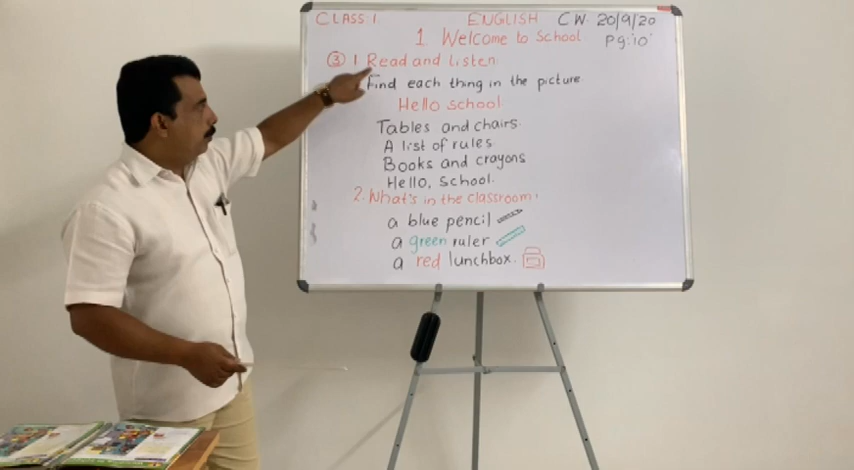 CLASS 1 ENGLISH CW 20/9/20
1 Welcome to School Pg:'10'
③ 1. Read and listen.
Find each thing in the picture
Hello school
Tables and chairs.
A list of rules.
Books and crayons
Hello, school.
2. What's in the classroom.
a blue pencil
a green ruler
a red lunchbox.